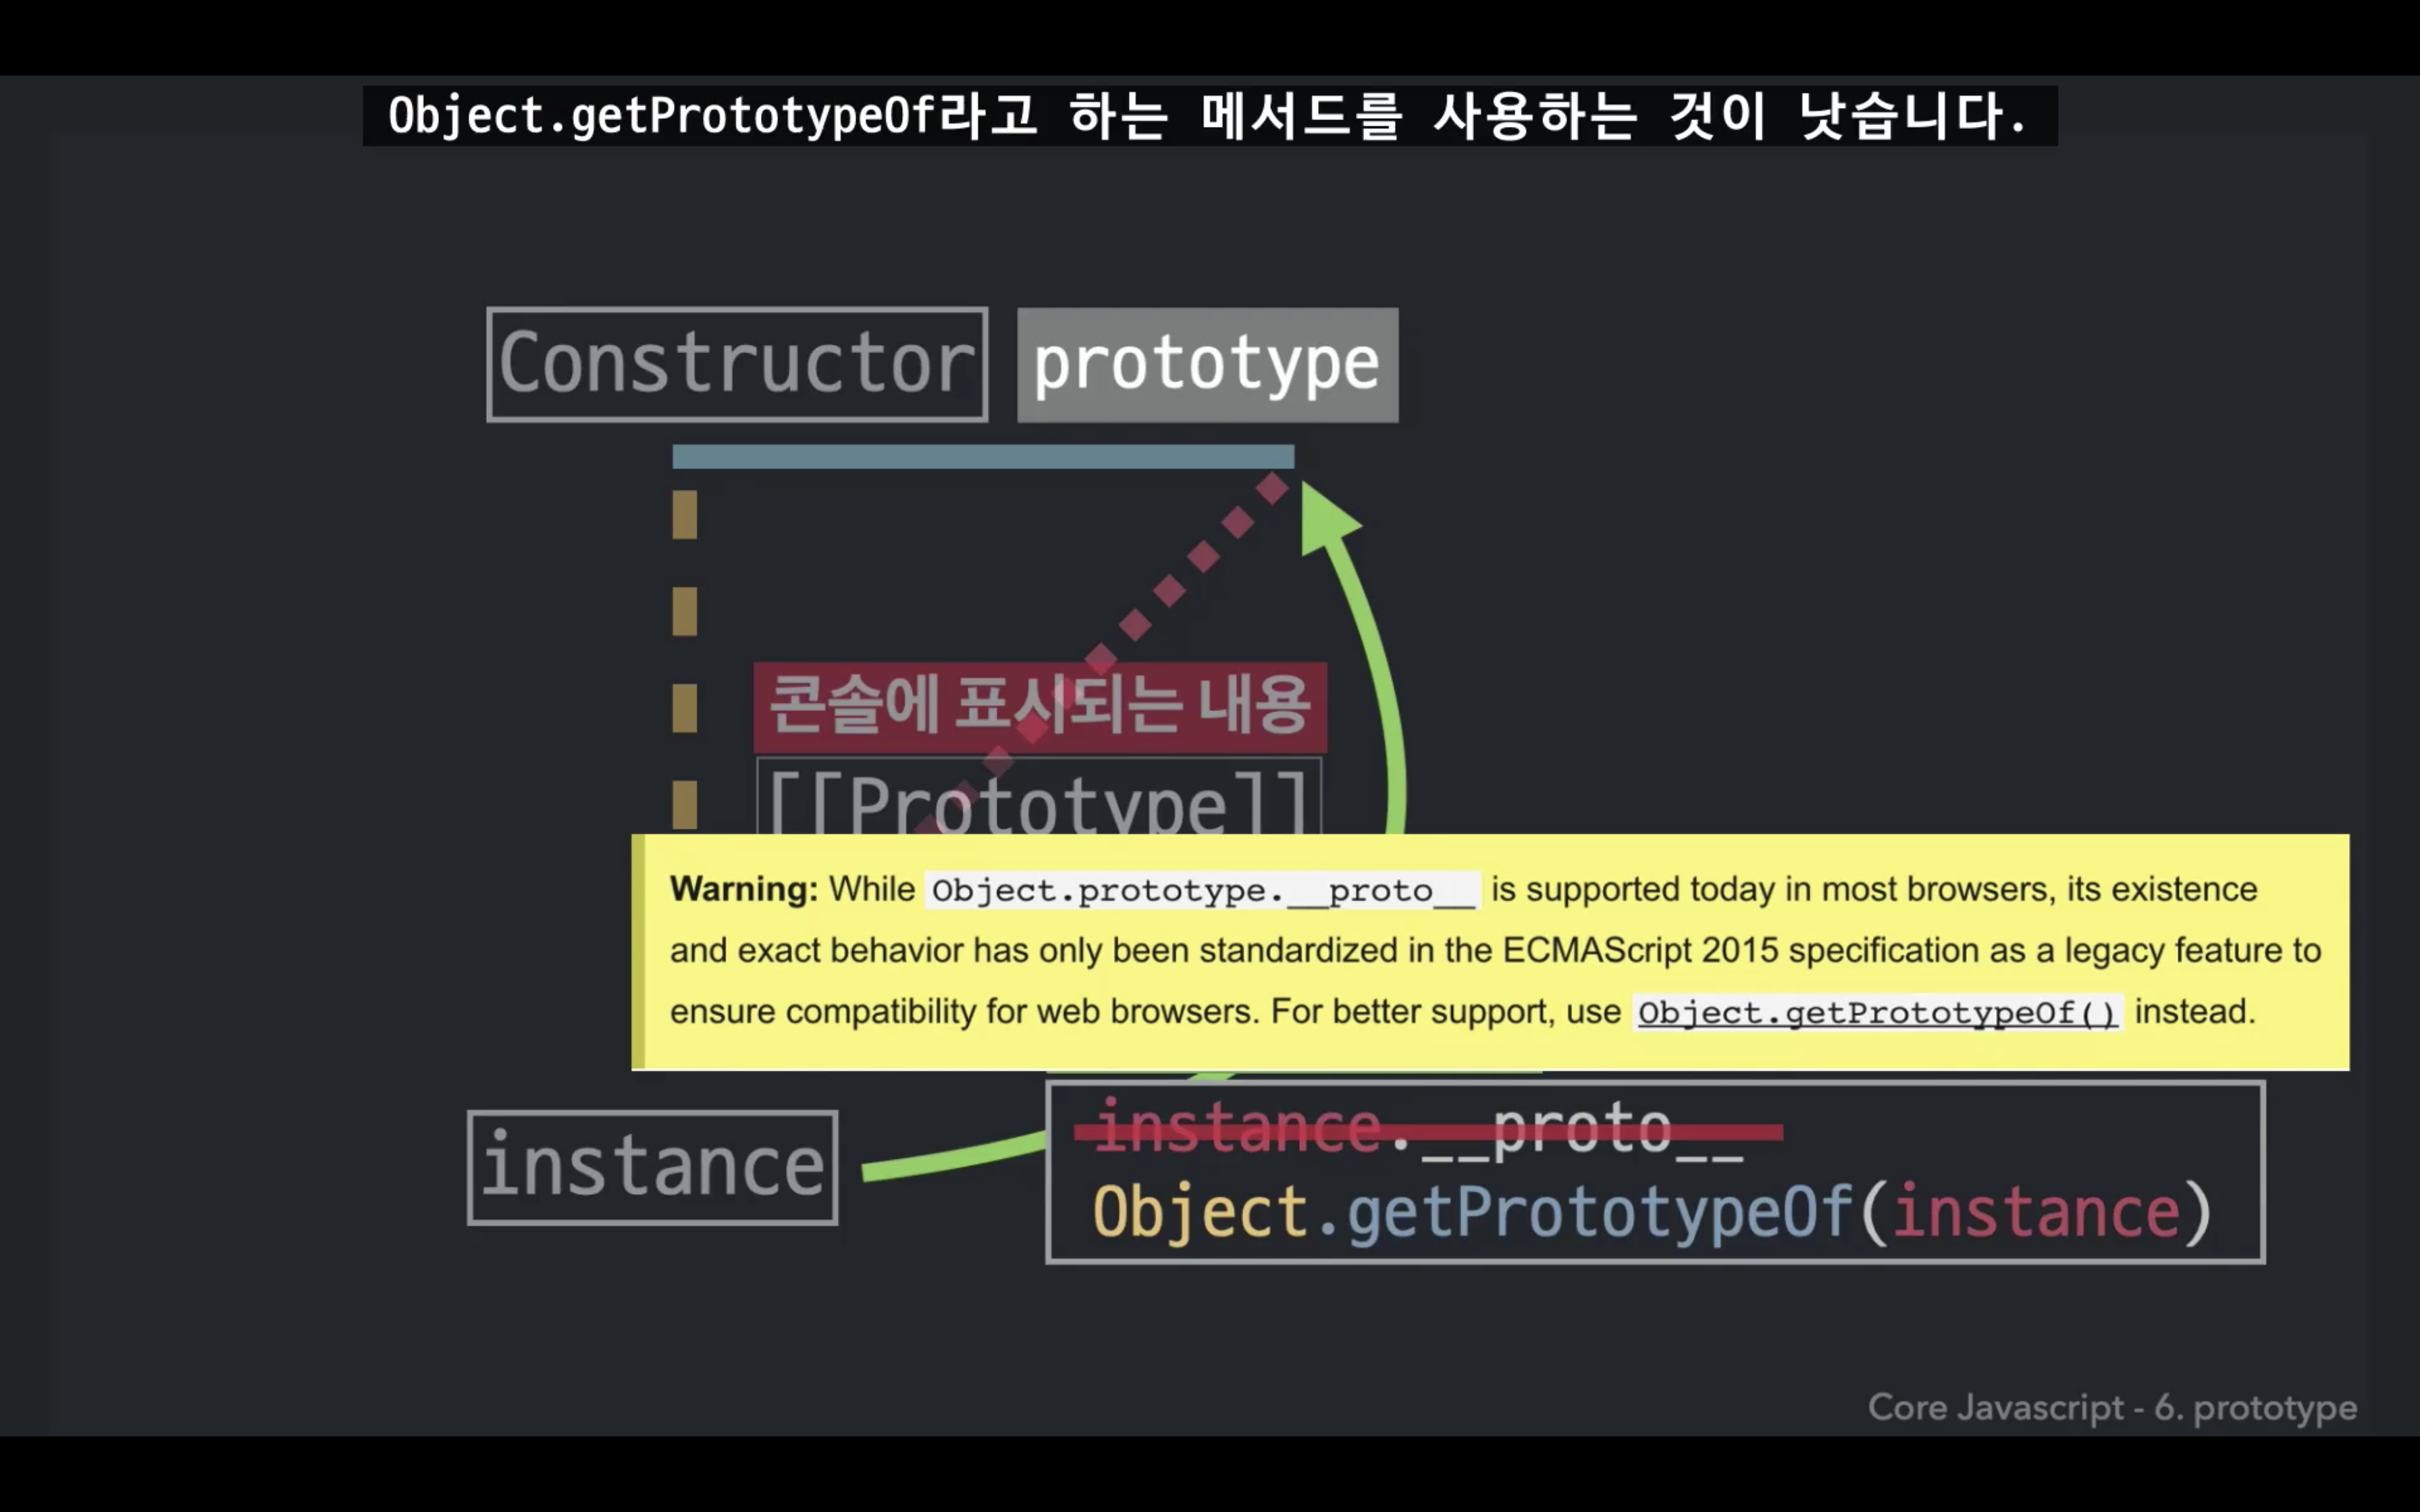 Object.getPrototypeOf라고 하는 메서드를 사용하는 것이 낫습니다.
Constructor prototype
콘솔에 표시되는 내용
[[Prototype]]
Warning: While Object.prototype.__proto__ is supported today in most browsers, its existence
and exact behavior has only been standardized in the ECMAScript 2015 specification as a legacy feature to
ensure compatibility for web browsers. For better support, use Object.getPrototypeOf() instead.
instance
instance.__proto__
Object.getPrototypeOf(instance)
Core Javascript - 6. prototype